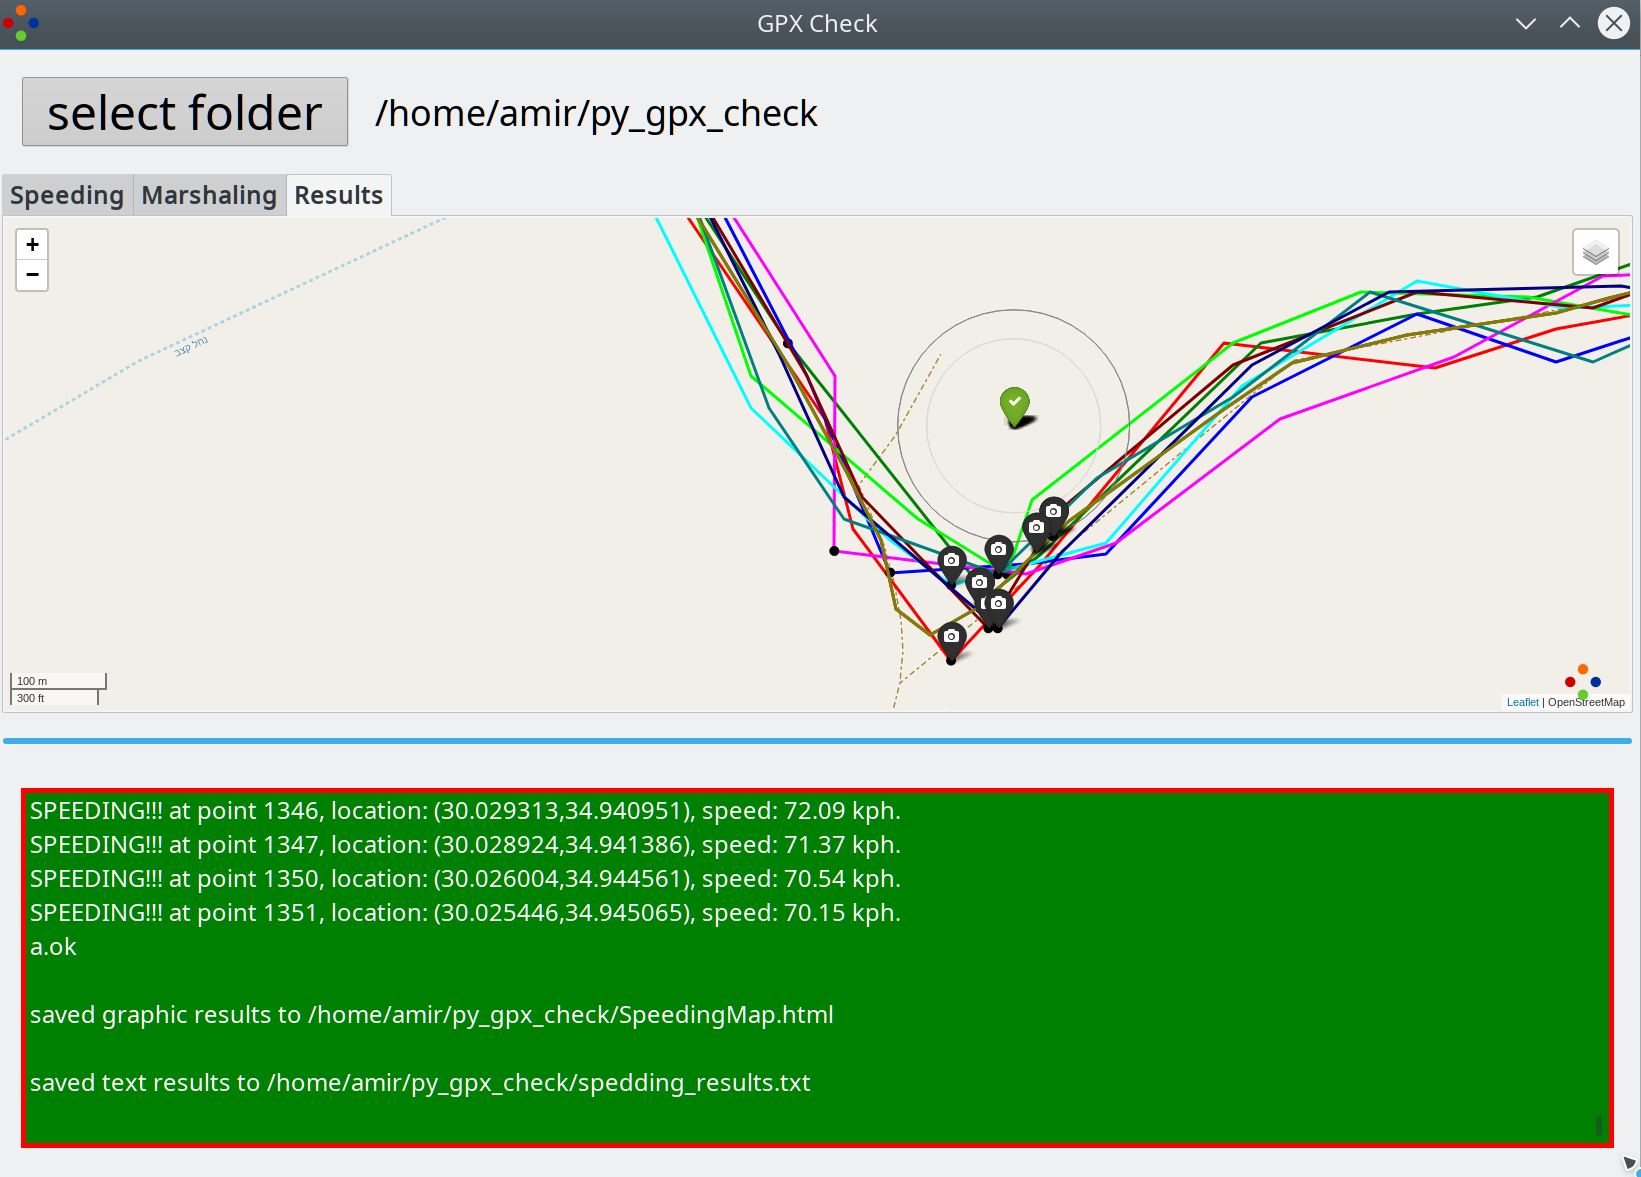 GPX Check
select folder
/home/amir/py_gpx_check
Speeding
Marshaling
Results
+
−
נחל קצב
100 m
300 ft
Leaflet | OpenStreetMap
SPEEDING!!! at point 1346, location: (30.029313,34.940951), speed: 72.09 kph.
SPEEDING!!! at point 1347, location: (30.028924,34.941386), speed: 71.37 kph.
SPEEDING!!! at point 1350, location: (30.026004,34.944561), speed: 70.54 kph.
SPEEDING!!! at point 1351, location: (30.025446,34.945065), speed: 70.15 kph.
a.ok
saved graphic results to /home/amir/py_gpx_check/SpeedingMap.html
saved text results to /home/amir/py_gpx_check/spedding_results.txt